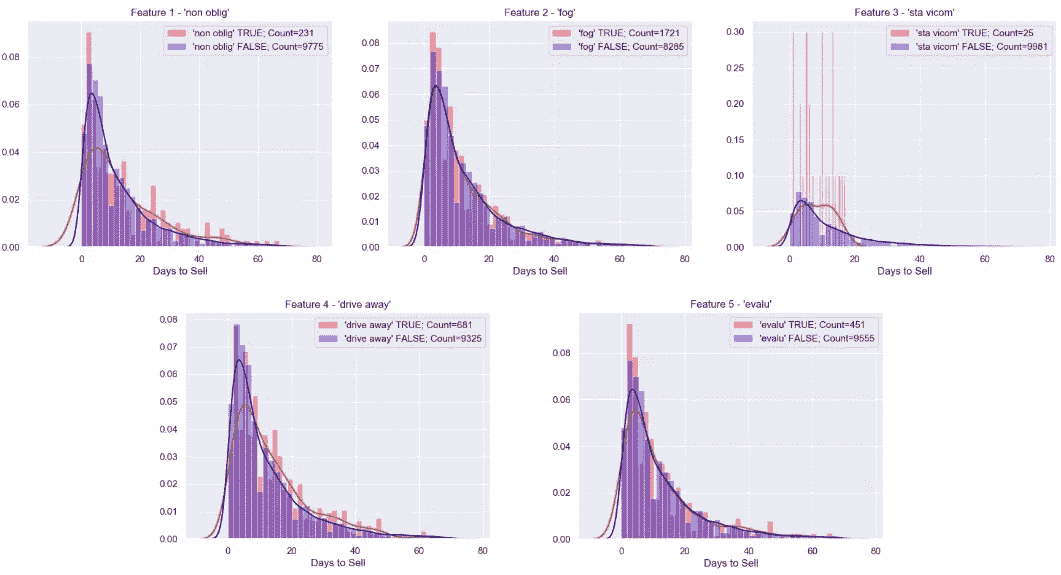 Feature 1 - 'non oblig'
'non oblig' TRUE; Count=231
'non oblig' FALSE; Count=9775
0.08
0.06
0.04
0.02
0.00
0 20 40 60 80
Days to Sell
Feature 2 - 'fog'
'fog' TRUE; Count=1721
'fog' FALSE; Count=8285
0.08
0.07
0.06
0.05
0.04
0.03
0.02
0.01
0.00
0 20 40 60 80
Days to Sell
Feature 3 - 'sta vicom'
'sta vicom' TRUE; Count=25
'sta vicom' FALSE; Count=9981
0.30
0.25
0.20
0.15
0.10
0.05
0.00
0 20 40 60 80
Days to Sell
Feature 4 - 'drive away'
'drive away' TRUE; Count=681
'drive away' FALSE; Count=9325
0.08
0.07
0.06
0.05
0.04
0.03
0.02
0.01
0.00
0 20 40 60 80
Days to Sell
Feature 5 - 'evalu'
'evalu' TRUE; Count=451
'evalu' FALSE; Count=9555
0.08
0.06
0.04
0.02
0.00
0 20 40 60 80
Days to Sell